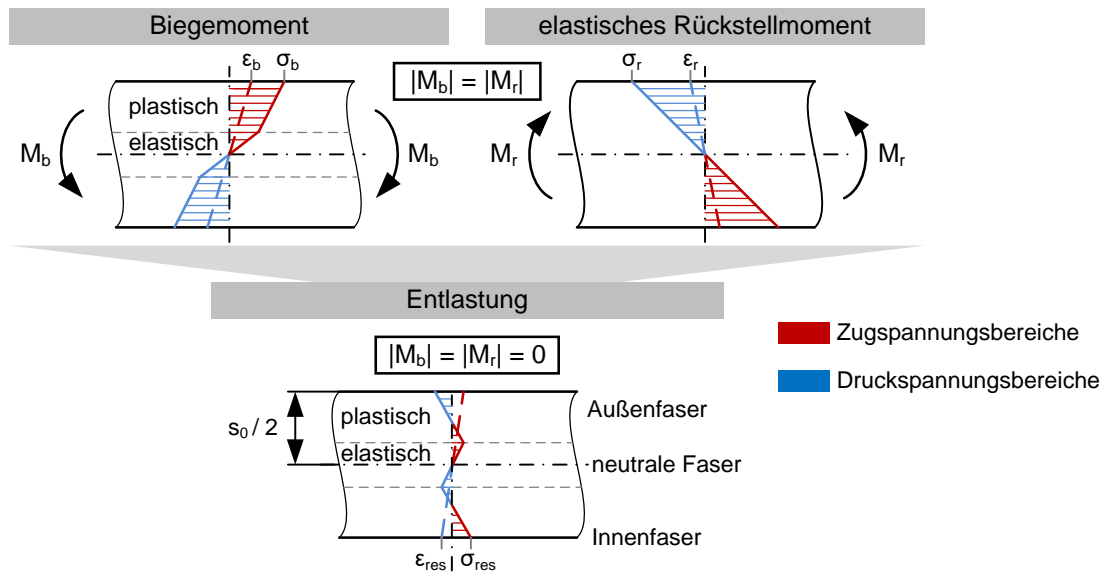 Biegemoment
elastisches Rückstellmoment
εb σb
σr εr
|Mb| = |Mr|
plastisch
elastisch
Mb
Mb
Mr
Mr
Entlastung
|Mb| = |Mr| = 0
Zugspannungsbereiche
Druckspannungsbereiche
s0 / 2
plastisch
elastisch
Außenfaser
neutrale Faser
Innenfaser
εres σres